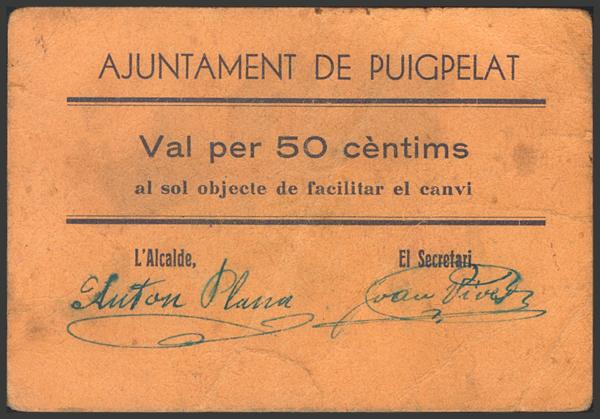 AJUNTAMENT DE PUIGPELAT
Val per 50 cèntims
al sol objecte de facilitar el canvi
L'Alcalde, El Secretari,
Anton Plana Joan